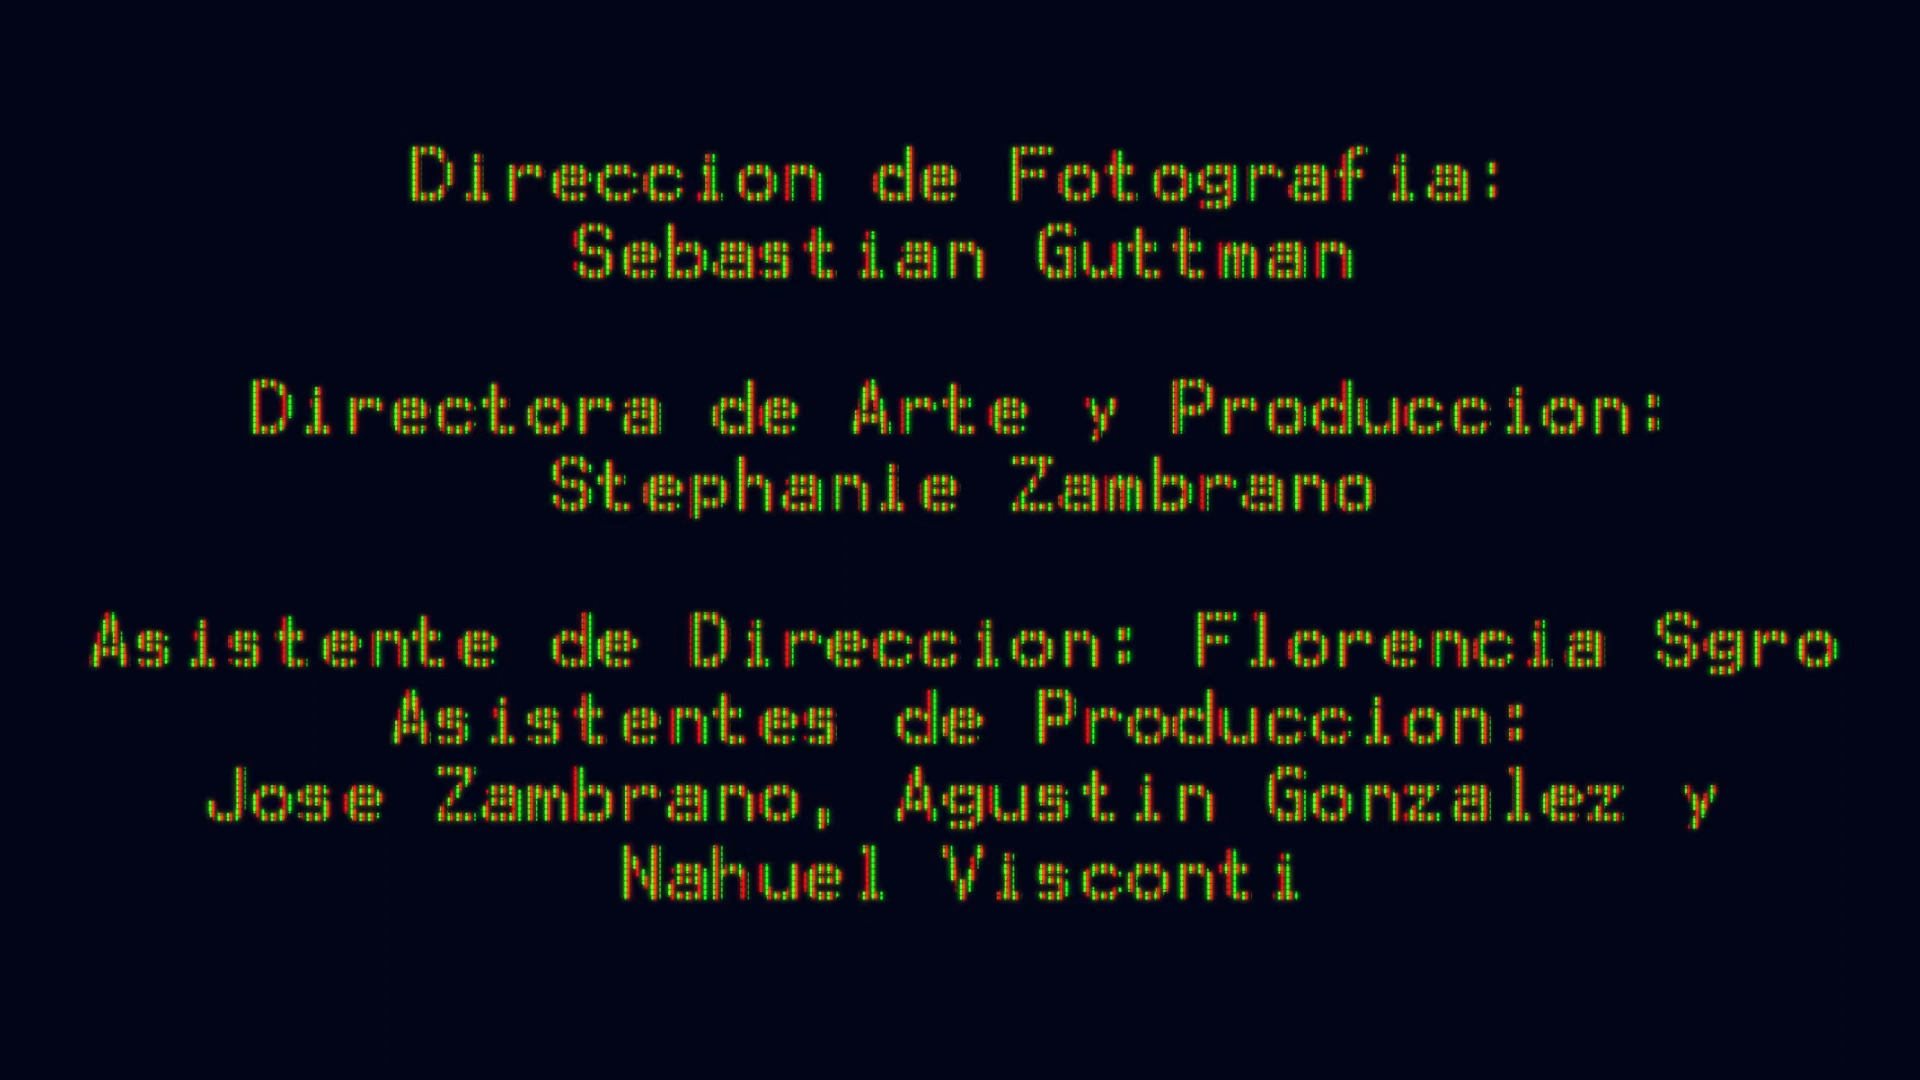 Direccion de Fotografia:
Sebastian Guttman
Directora de Arte y Produccion:
Stephanie Zambrano
Asistente de Direccion: Florencia Sgro
Asistentes de Produccion:
Jose Zambrano, Agustin Gonzalez y
Nahuel Visconti